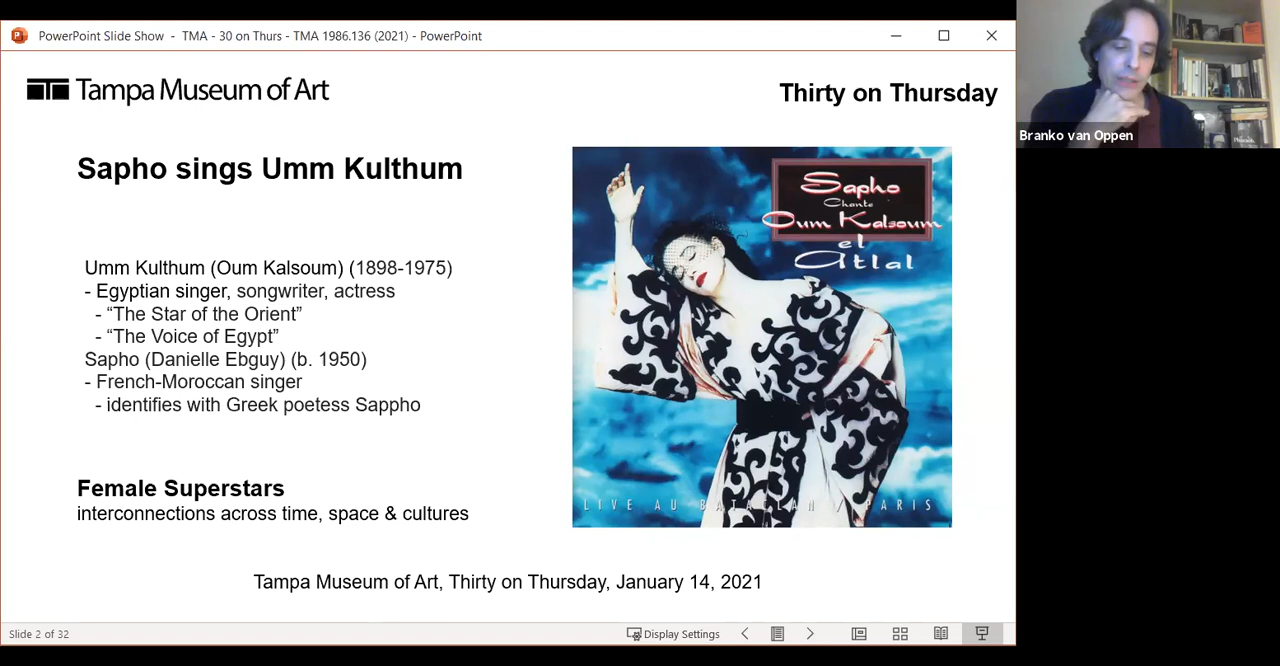 PowerPoint Slide Show - TMA - 30 on Thurs - TMA 1986.136 (2021) - PowerPoint
Tampa Museum of Art
Thirty on Thursday
Sapho sings Umm Kulthum
Umm Kulthum (Oum Kalsoum) (1898-1975)
- Egyptian singer, songwriter, actress
- “The Star of the Orient”
- “The Voice of Egypt”
Sapho (Danielle Ebguy) (b. 1950)
- French-Moroccan singer
- identifies with Greek poetess Sappho
Female Superstars
interconnections across time, space & cultures
Sapho
Chante
Oum Kalsoum
el
Atlal
LIVE AU BATACLAN / PARIS
Tampa Museum of Art, Thirty on Thursday, January 14, 2021
Slide 2 of 32
Display Settings
Branko van Oppen